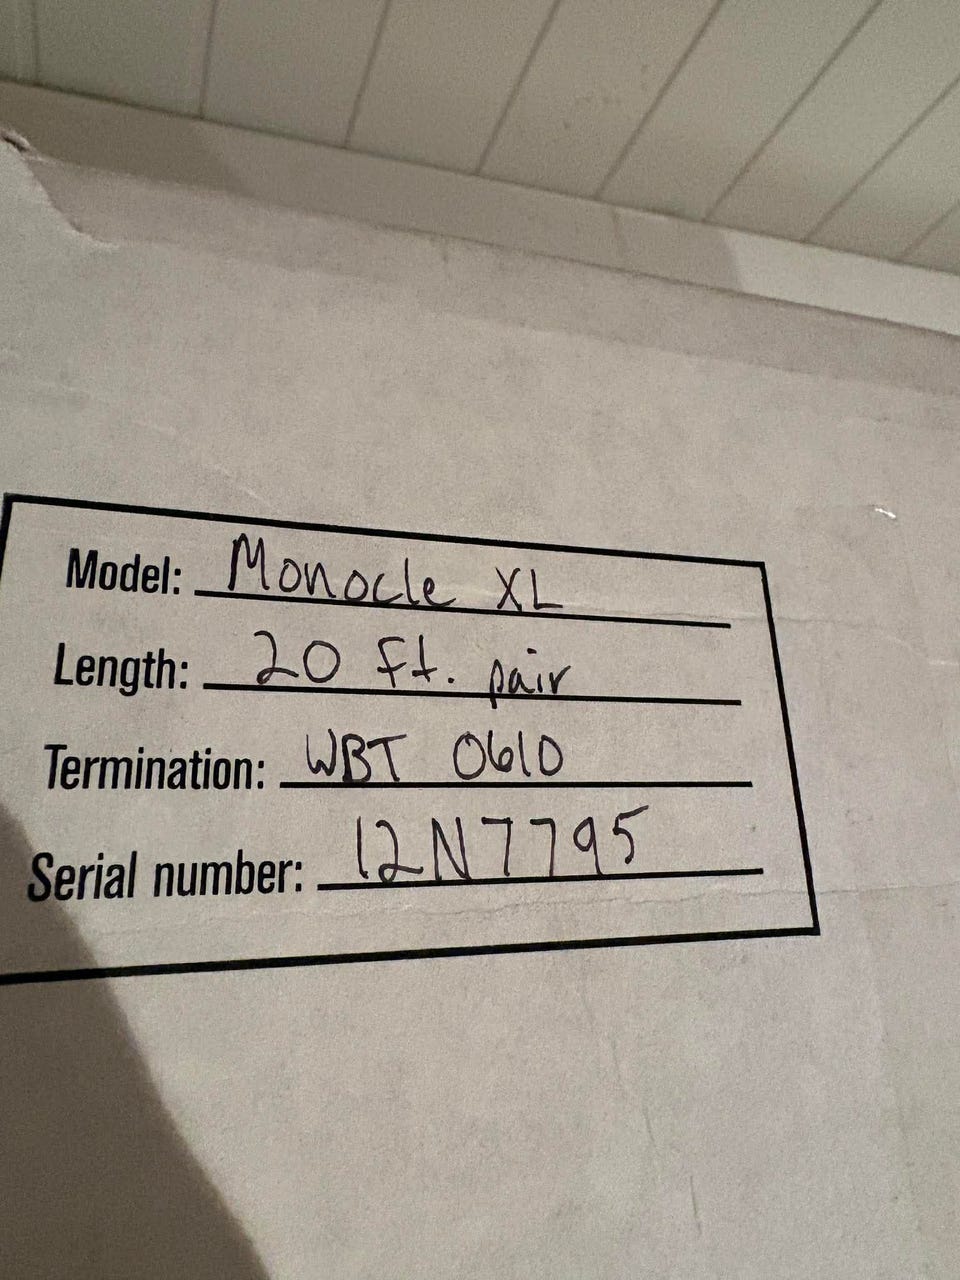 Model: Monocle XL
Length: 20 ft. pair
Termination: WBT 0610
Serial number: 12N7795